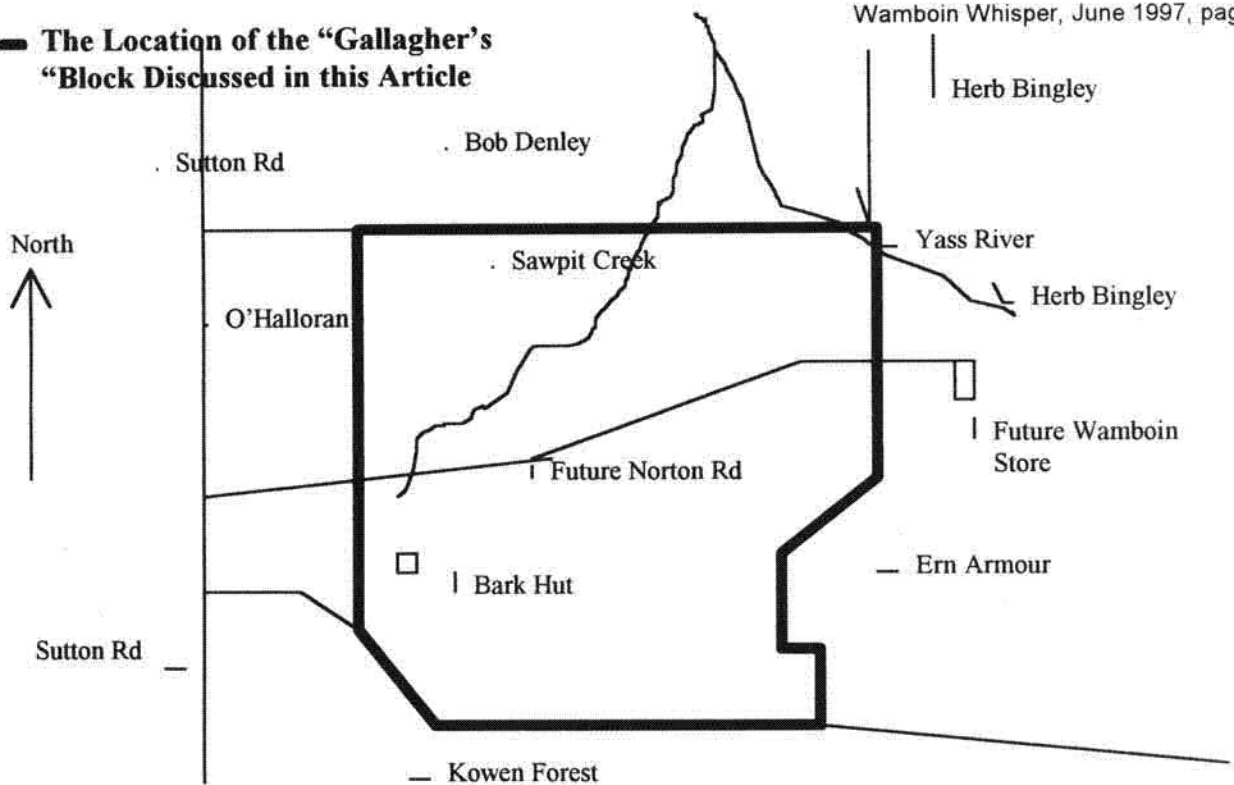 Wamboin Whisper, June 1997, pag
The Location of the “Gallagher's
“Block Discussed in this Article
Herb Bingley
Bob Denley
Sutton Rd
North
Yass River
Sawpit Creek
Herb Bingley
O'Halloran
Future Wamboin
Store
Future Norton Rd
Ern Armour
Bark Hut
Sutton Rd
Kowen Forest